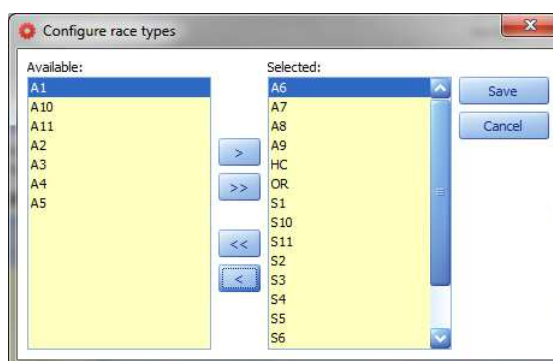 Configure race types
Available:
A1
A10
A11
A2
A3
A4
A5
>
>>
<<
<
Selected:
A6
A7
A8
A9
HC
OR
S1
S10
S11
S2
S3
S4
S5
S6
Save
Cancel